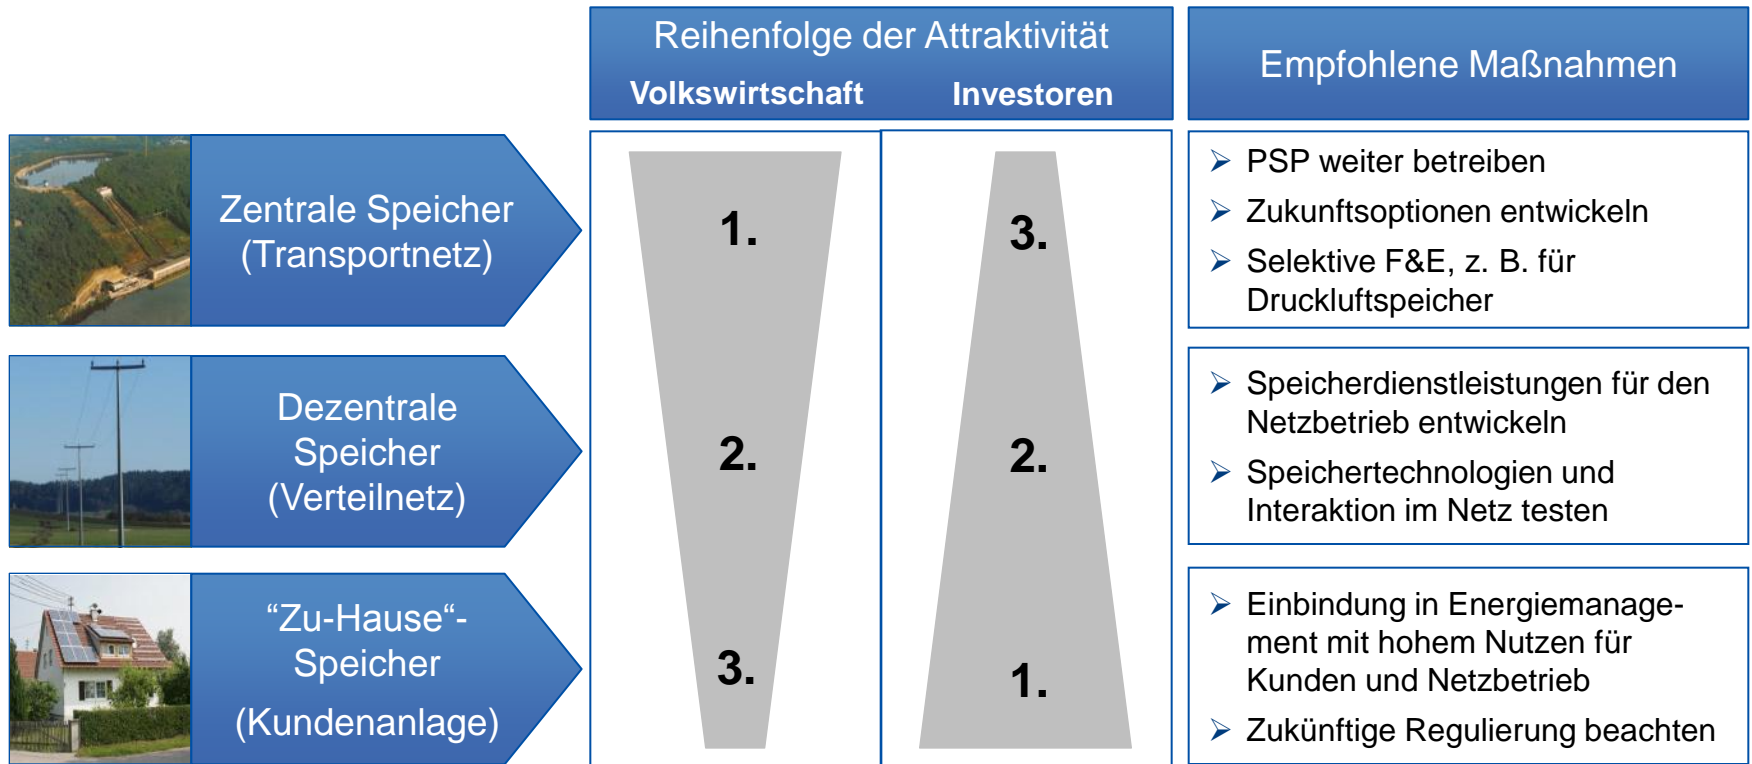 Reihenfolge der Attraktivität
Volkswirtschaft
Investoren
Empfohlene Maßnahmen
Zentrale Speicher
(Transportnetz)
1.
3.
➢ PSP weiter betreiben
➢ Zukunftsoptionen entwickeln
➢ Selektive F&E, z. B. für
Druckluftspeicher
Dezentrale
Speicher
(Verteilnetz)
2.
2.
➢ Speicherdienstleistungen für den
Netzbetrieb entwickeln
➢ Speichertechnologien und
Interaktion im Netz testen
“Zu-Hause“-
Speicher
(Kundenanlage)
3.
1.
➢ Einbindung in Energiemanage-
ment mit hohem Nutzen für
Kunden und Netzbetrieb
➢ Zukünftige Regulierung beachten